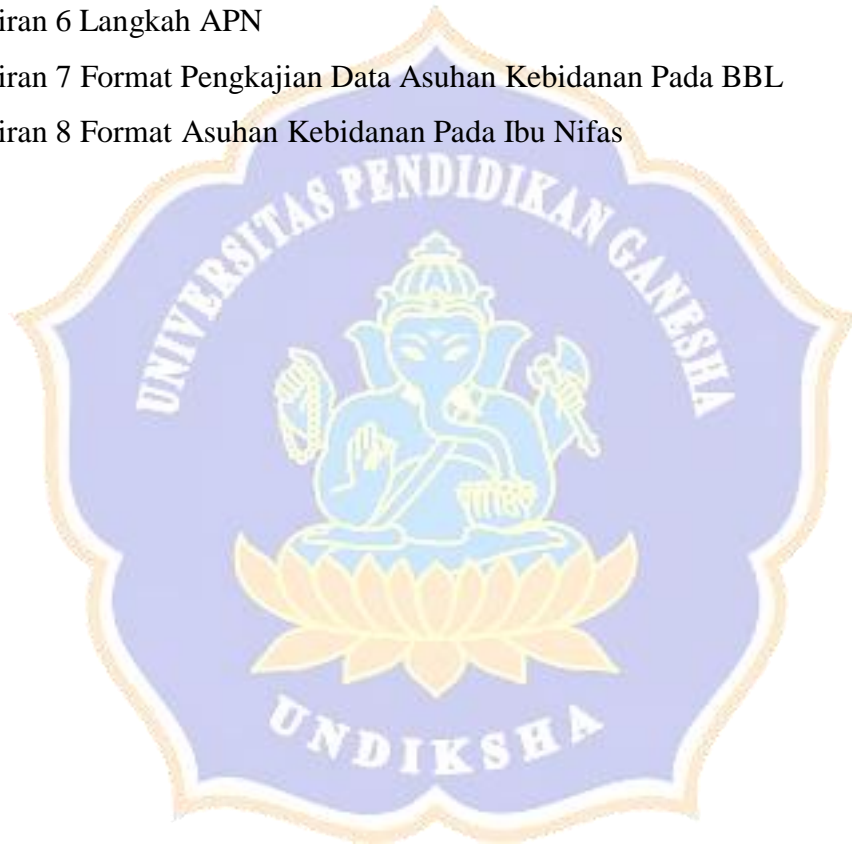 iran 6 Langkah APN
iran 7 Format Pengkajian Data Asuhan Kebidanan Pada BBL
iran 8 Format Asuhan Kebidanan Pada Ibu Nifas
UNIVERSITAS PENDIDIKAN GANESHA
UNDIKSHA